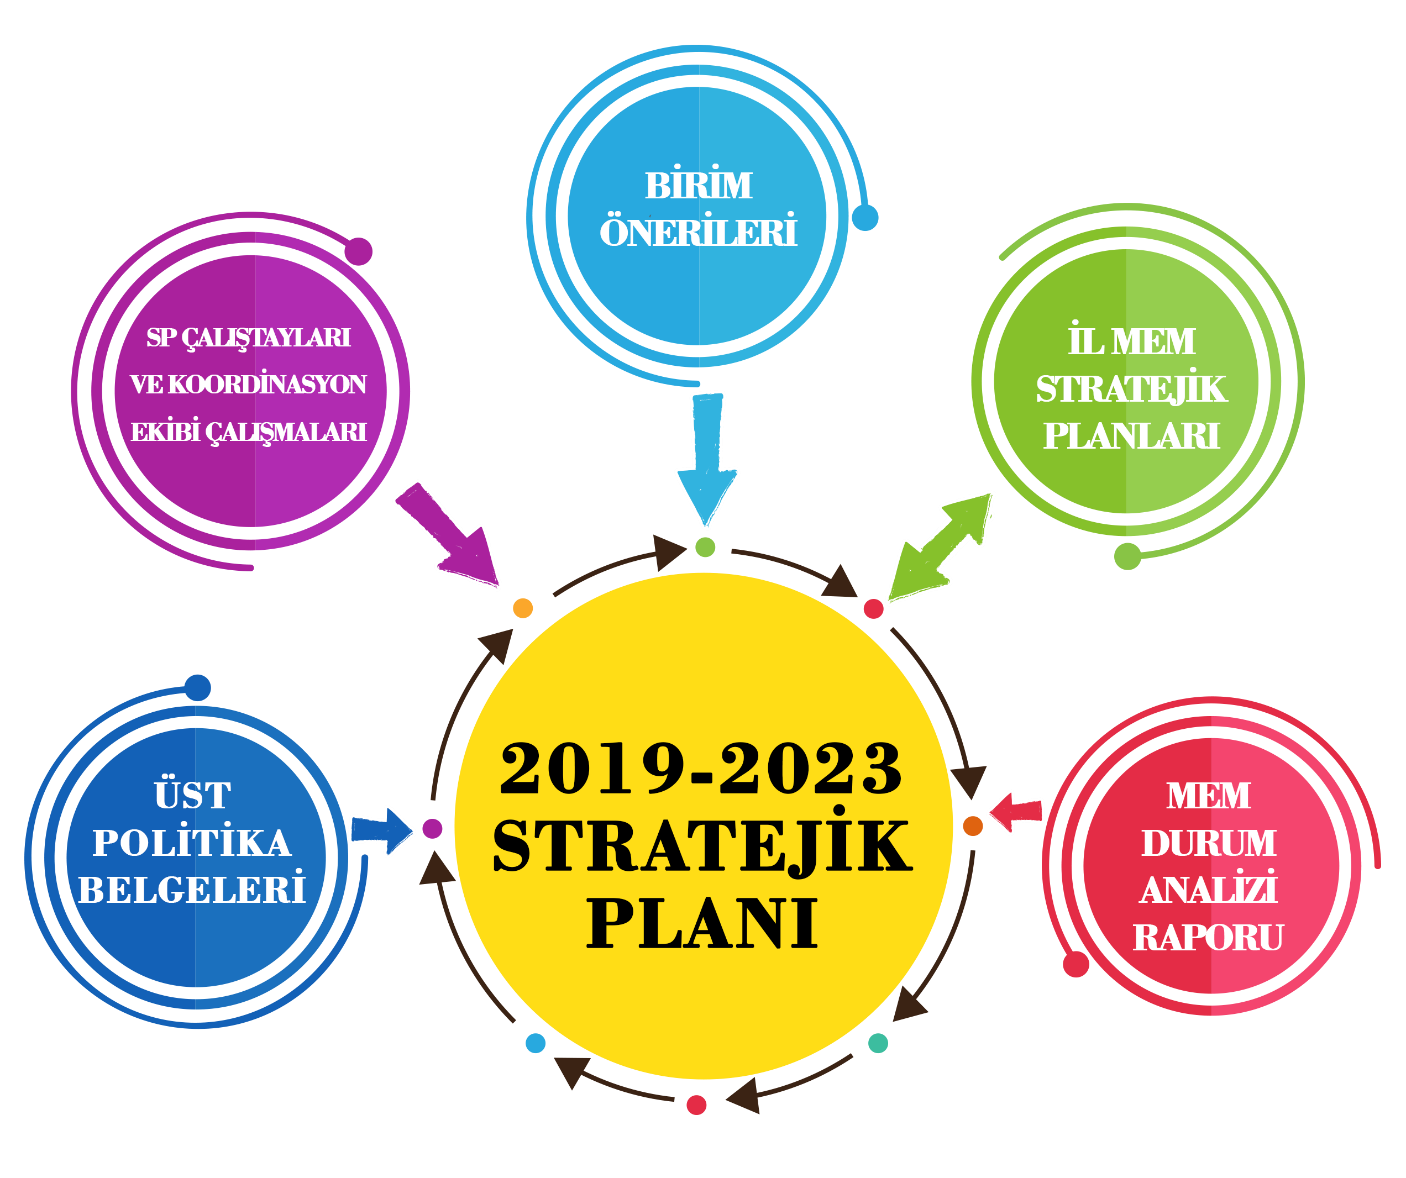 BİRİM
ÖNERİLERİ
SP ÇALIŞTAYLARI
VE KOORDİNASYON
EKİBİ ÇALIŞMALARI
İL MEM
STRATEJİK
PLANLARI
ÜST
POLİTİKA
BELGELERİ
2019-2023
STRATEJİK
PLANI
MEM
DURUM
ANALİZİ
RAPORU